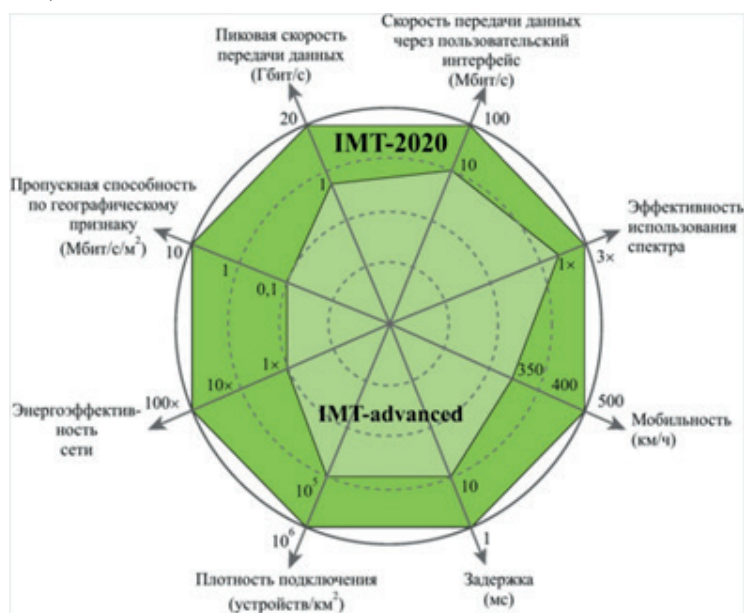 Пиковая скорость
передачи данных
(Гбит/с)
Скорость передачи данных
через пользовательский
интерфейс
(Мбит/с)
20
100
IMT-2020
1
10
Пропускная способность
по географическому
признаку
(Мбит/с/м²)
Эффективность
использования
спектра
10
1
0,1
1×
3×
Энергоэффектив-
ность
сети
100×
10×
1×
350
400
500
Мобильность
(км/ч)
IMT-advanced
10⁵
10
10⁶
1
Плотность подключения
(устройств/км²)
Задержка
(мс)